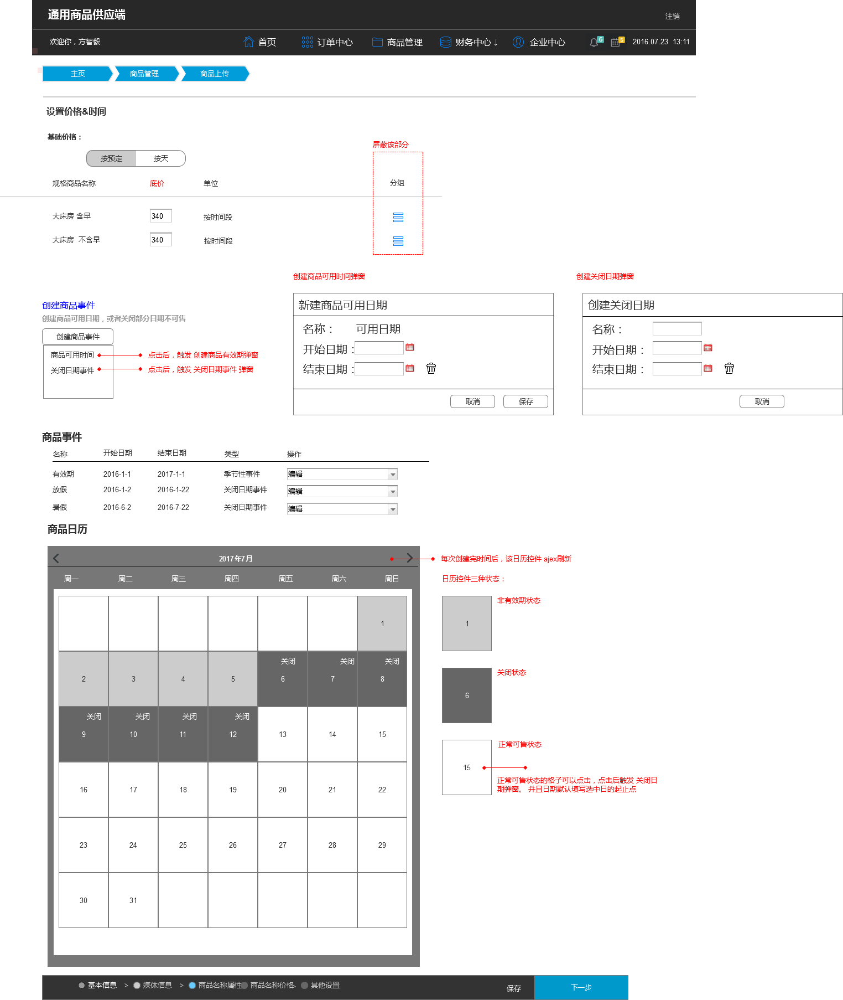 通用商品供应端
注销
欢迎你，方智毅
首页
订单中心
商品管理
财务中心↓
企业中心
6
5
2016.07.23 13:11
主页
商品管理
商品上传
设置价格&时间
基础价格：
屏蔽该部分
按预定
按天
规格商品名称
底价
单位
分组
大床房 含早
340
按时间段
大床房 不含早
340
按时间段
创建商品可用时间弹窗
创建关闭日期弹窗
创建商品事件
创建商品可用日期，或者关闭部分日期不可售
创建商品事件
商品可用时间
点击后，触发 创建商品有效期弹窗
关闭日期事件
点击后，触发 关闭日期事件 弹窗
新建商品可用日期
名称：
可用日期
开始日期：
结束日期：
取消
保存
创建关闭日期
名称：
开始日期：
结束日期：
取消
商品事件
名称 开始日期 结束日期 类型 操作
有效期 2016-1-1 2017-1-1 季节性事件 编辑
放假 2016-1-2 2016-1-22 关闭日期事件 编辑
暑假 2016-6-2 2016-7-22 关闭日期事件 编辑
商品日历
2017年7月
每次创建完时间后，该日历控件 ajex刷新
周一 周二 周三 周四 周五 周六 周日
1
关闭 关闭 关闭
2 3 4 5 6 7 8
关闭 关闭 关闭 关闭
9 10 11 12 13 14 15
16 17 18 19 20 21 22
23 24 25 26 27 28 29
30 31
日历控件三种状态：
非有效期状态
1
关闭状态
6
正常可售状态
15
正常可售状态的格子可以点击，点击后触发 关闭日
期弹窗。 并且日期默认填写选中日的起止点
基本信息 > 媒体信息 > 商品名称属性 商品名称价格> 其他设置
保存
下一步